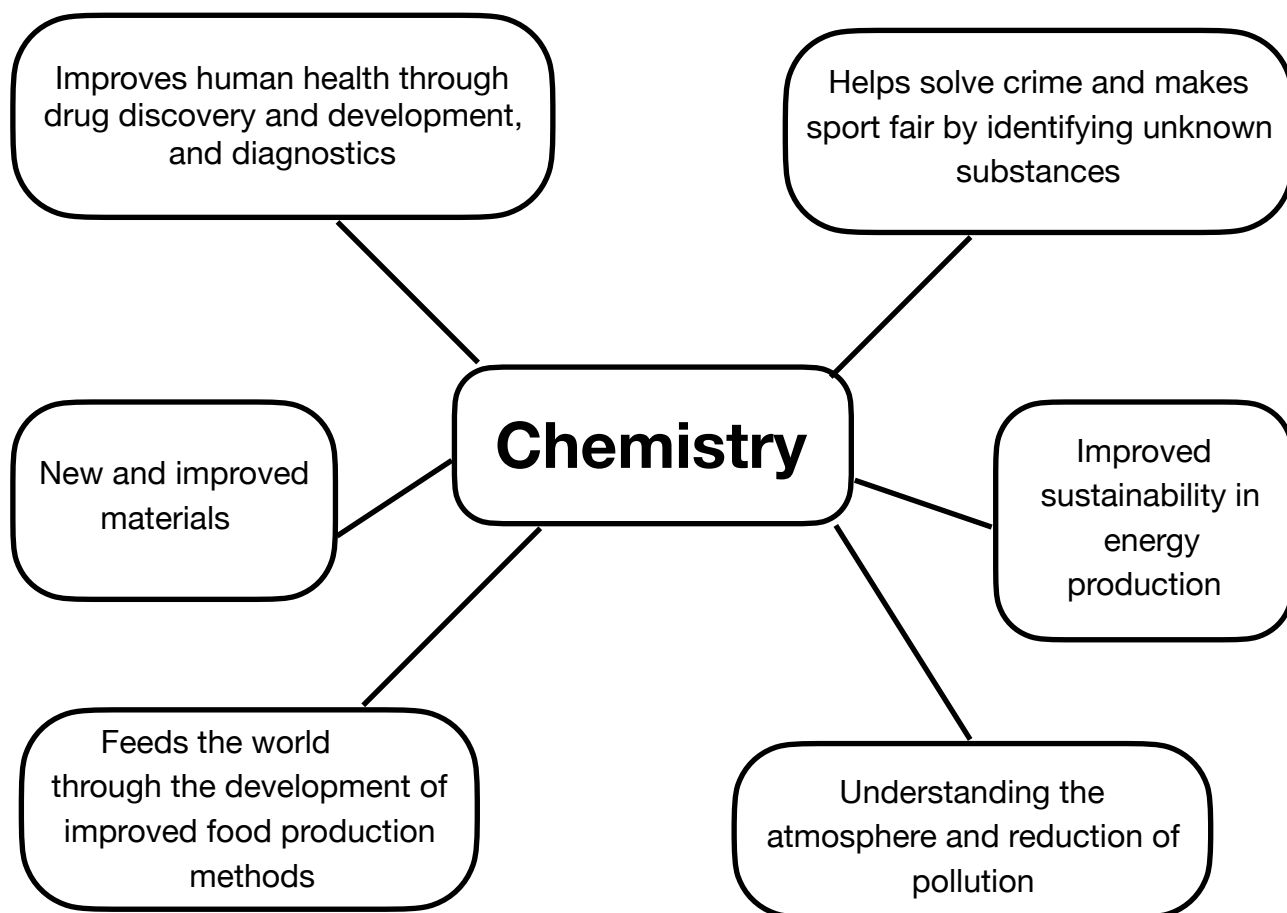 Improves human health through
drug discovery and development,
and diagnostics
Helps solve crime and makes
sport fair by identifying unknown
substances
Chemistry
New and improved
materials
Improved
sustainability in
energy
production
Feeds the world
through the development of
improved food production
methods
Understanding the
atmosphere and reduction of
pollution